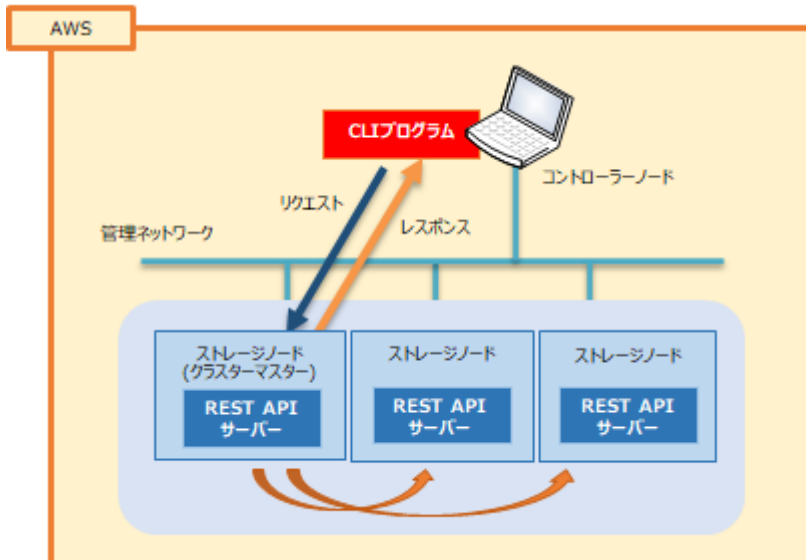 AWS
CLIプログラム
コントローラーノード
リクエスト
レスポンス
管理ネットワーク
ストレージノード
(クラスターマスター)
REST API
サーバー
ストレージノード
REST API
サーバー
ストレージノード
REST API
サーバー